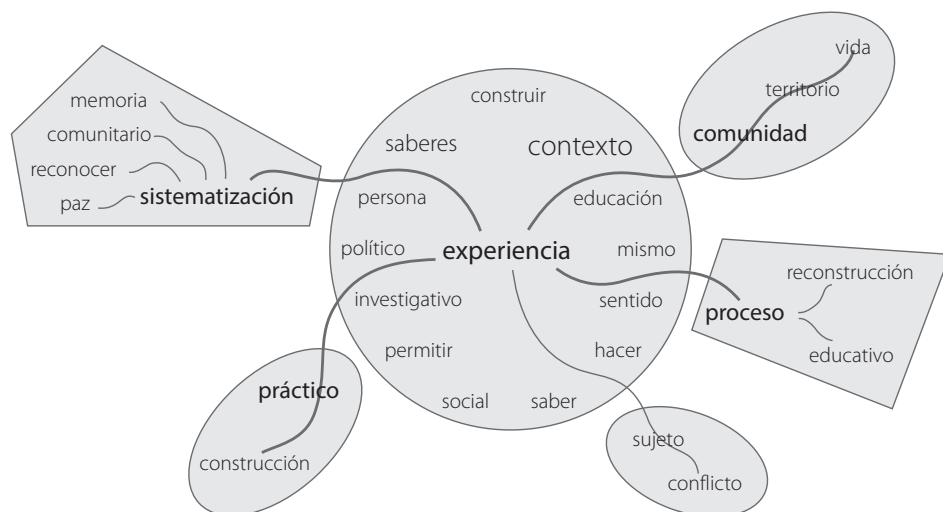 memoria
comunitario
reconocer
paz
sistematización
construir
saberes
contexto
persona
educación
político
experiencia
mismo
investigativo
sentido
permitir
hacer
social
saber
vida
territorio
comunidad
proceso
reconstrucción
educativo
práctico
construcción
sujeto
conflicto